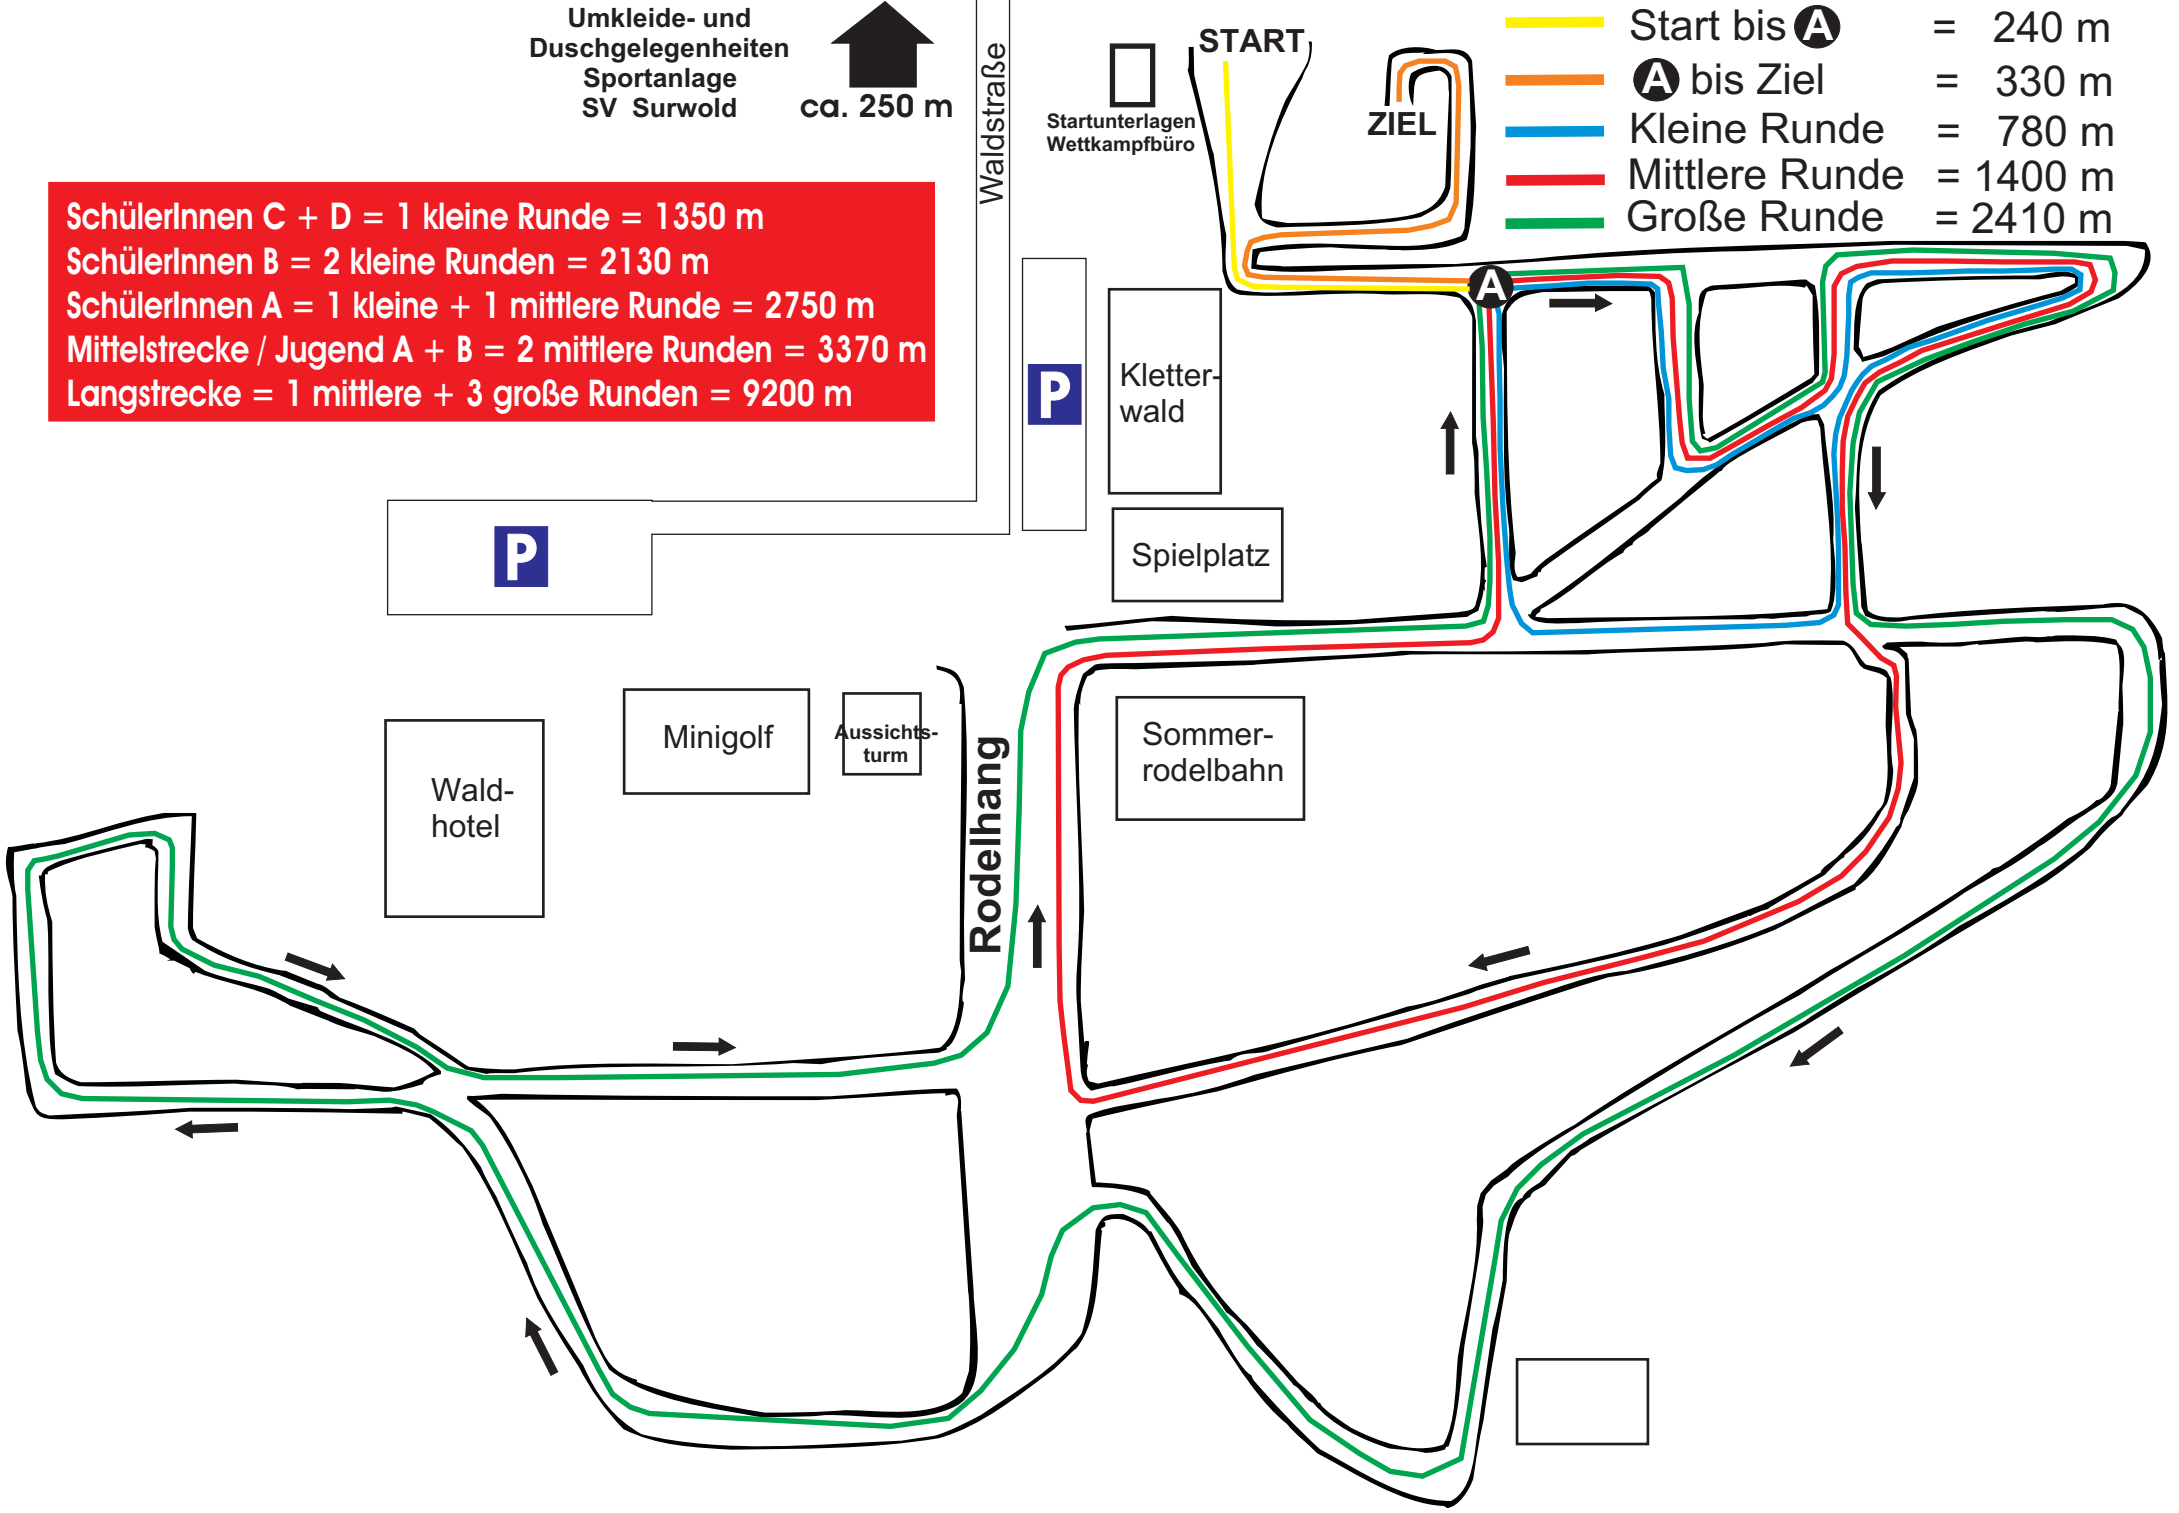 Umkleide- und
Duschgelegenheiten
Sportanlage
SV Surwold
ca. 250 m
Waldstraße
START
Startunterlagen
Wettkampfbüro
ZIEL
Start bis A = 240 m
A bis Ziel = 330 m
Kleine Runde = 780 m
Mittlere Runde = 1400 m
Große Runde = 2410 m
SchülerInnen C + D = 1 kleine Runde = 1350 m
SchülerInnen B = 2 kleine Runden = 2130 m
SchülerInnen A = 1 kleine + 1 mittlere Runde = 2750 m
Mittelstrecke / Jugend A + B = 2 mittlere Runden = 3370 m
Langstrecke = 1 mittlere + 3 große Runden = 9200 m
A
P
Kletter-
wald
P
Spielplatz
Minigolf
Aussichts-
turm
Rodelhang
Sommer-
rodelbahn
Wald-
hotel